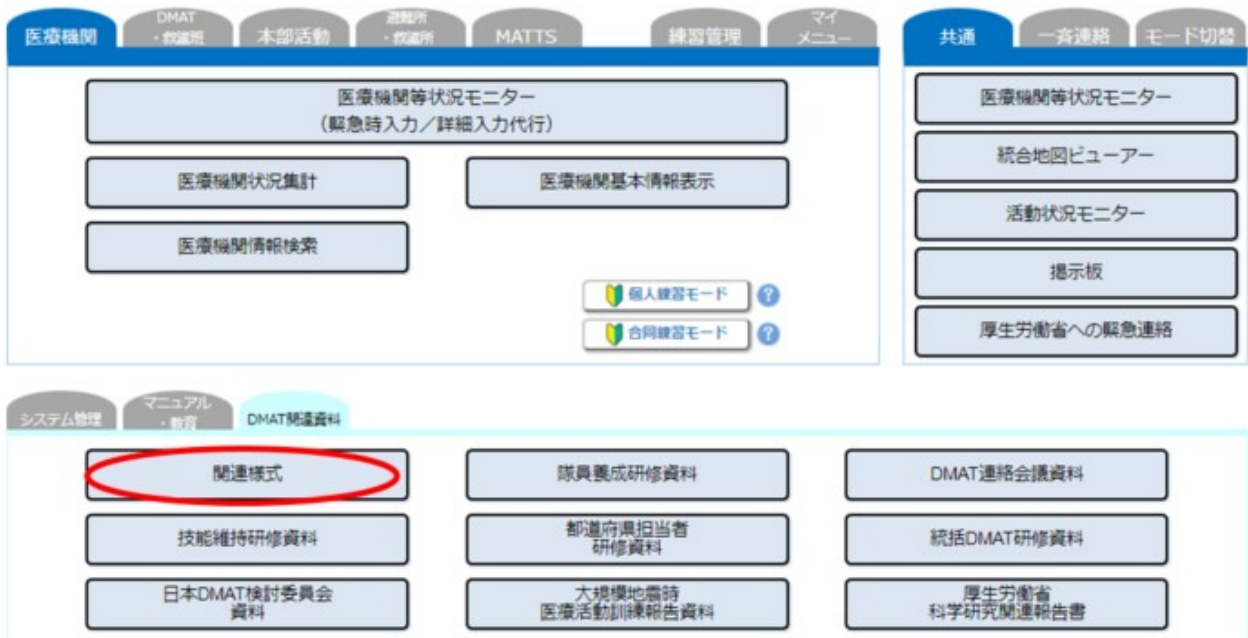 医療機関
DMAT
・救護班
本部活動
避難所
・救護所
MATTS
練習管理
マイ
メニュー
医療機関等状況モニター
(緊急時入力/詳細入力代行)
医療機関状況集計
医療機関基本情報表示
医療機関情報検索
個人練習モード
?
合同練習モード
?
共通
一斉連絡
モード切替
医療機関等状況モニター
統合地図ビューアー
活動状況モニター
掲示板
厚生労働省への緊急連絡
システム管理
マニュアル
・教育
DMAT関連資料
関連様式
隊員養成研修資料
DMAT連絡会議資料
技能維持研修資料
都道府県担当者
研修資料
統括DMAT研修資料
日本DMAT検討委員会
資料
大規模地震時
医療活動訓練報告資料
厚生労働省
科学研究関連報告書